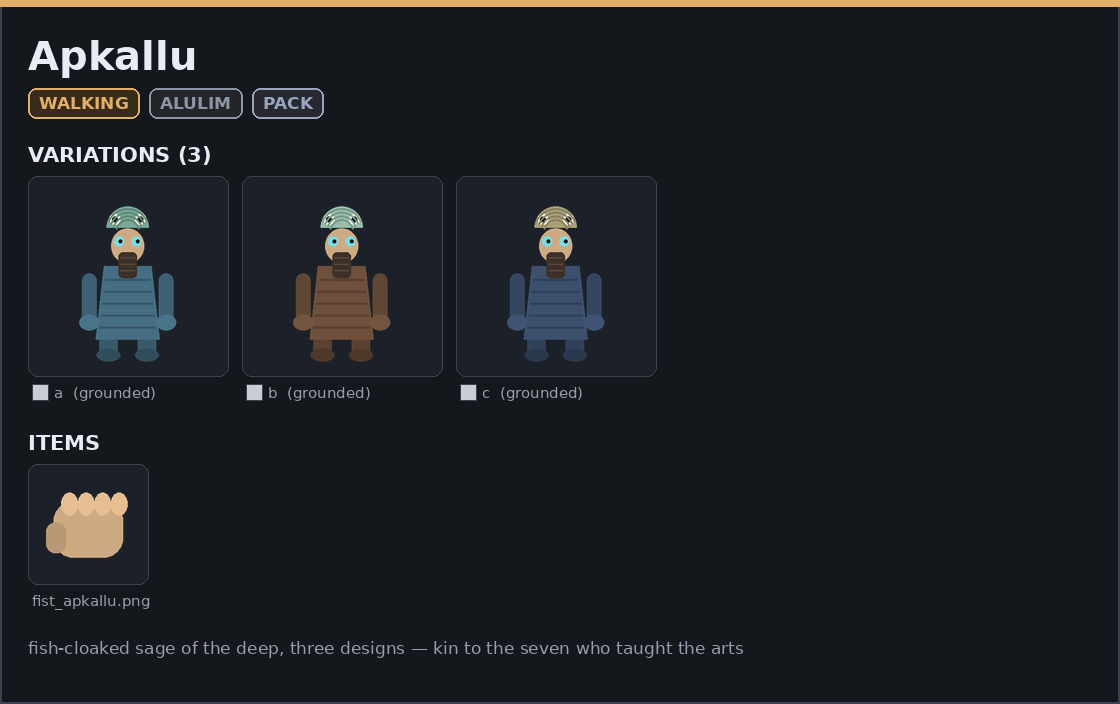 Apkallu
WALKING ALULIM PACK
VARIATIONS (3)
a (grounded) b (grounded) c (grounded)
ITEMS
fist_apkallu.png
fish-cloaked sage of the deep, three designs — kin to the seven who taught the arts